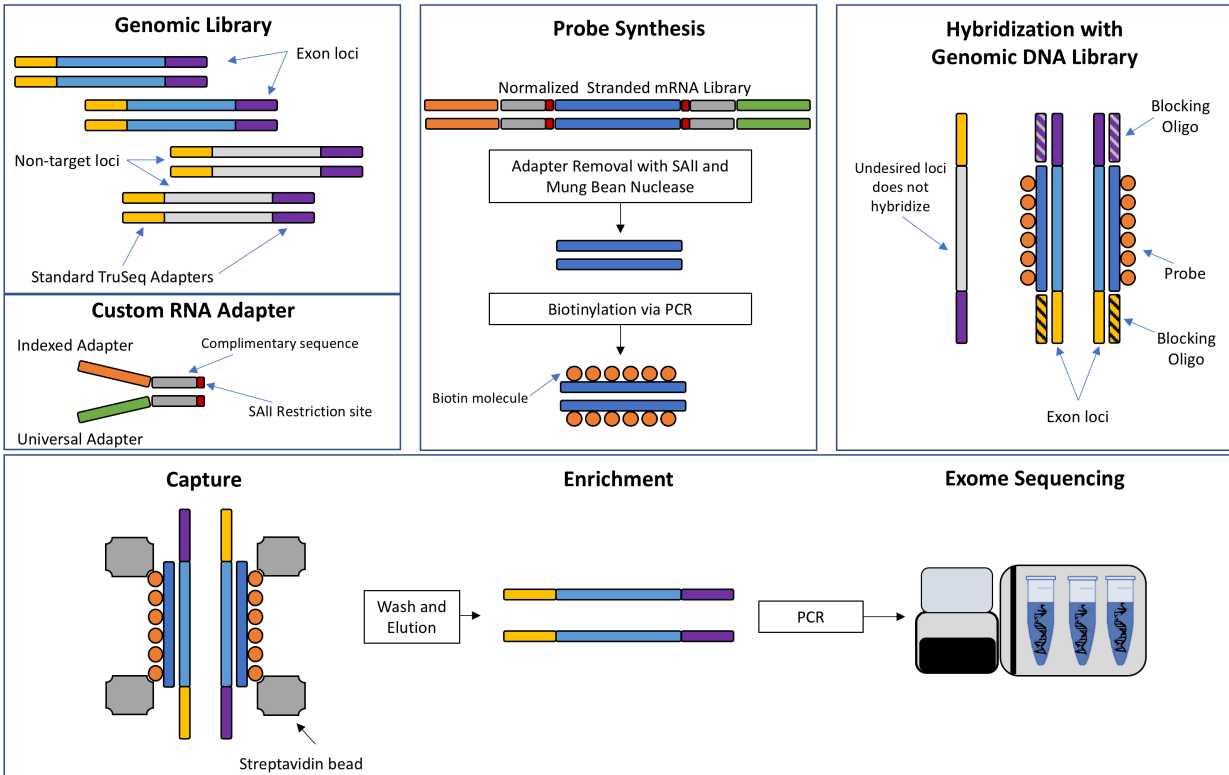 Genomic Library
Exon loci
Non-target loci
Standard TruSeq Adapters
Custom RNA Adapter
Indexed Adapter
Complimentary sequence
SAlI Restriction site
Universal Adapter
Probe Synthesis
Normalized Stranded mRNA Library
Adapter Removal with SAlI and
Mung Bean Nuclease
Biotinylation via PCR
Biotin molecule
Hybridization with
Genomic DNA Library
Blocking
Oligo
Undesired loci
does not
hybridize
Probe
Blocking
Oligo
Exon loci
Capture
Streptavidin bead
Wash and
Elution
Enrichment
PCR
Exome Sequencing